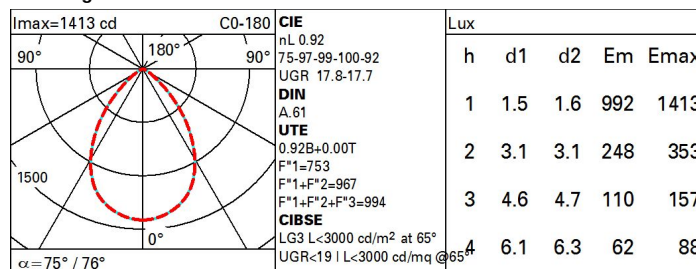 Imax=1413 cd C0-180
90° 180° 90°
1500
0°
α=75° / 76°
CIE
nL 0.92
75-97-99-100-92
UGR 17.8-17.7
DIN
A.61
UTE
0.92B+0.00T
F"1=753
F"1+F"2=967
F"1+F"2+F"3=994
CIBSE
LG3 L<3000 cd/m² at 65°
UGR<19 | L<3000 cd/mq @65°
Lux
h d1 d2 Em Emax
1 1.5 1.6 992 1413
2 3.1 3.1 248 353
3 4.6 4.7 110 157
4 6.1 6.3 62 88